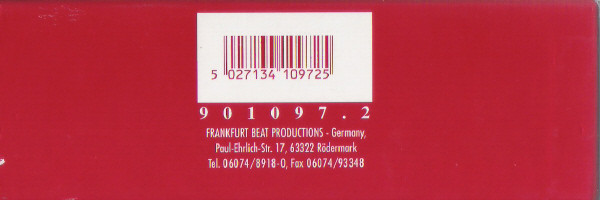 5 027134 109725
901097.2
FRANKFURT BEAT PRODUCTIONS - Germany,
Paul-Ehrlich-Str. 17, 63322 Rödermark
Tel. 06074/8918-0, Fax 06074/93348